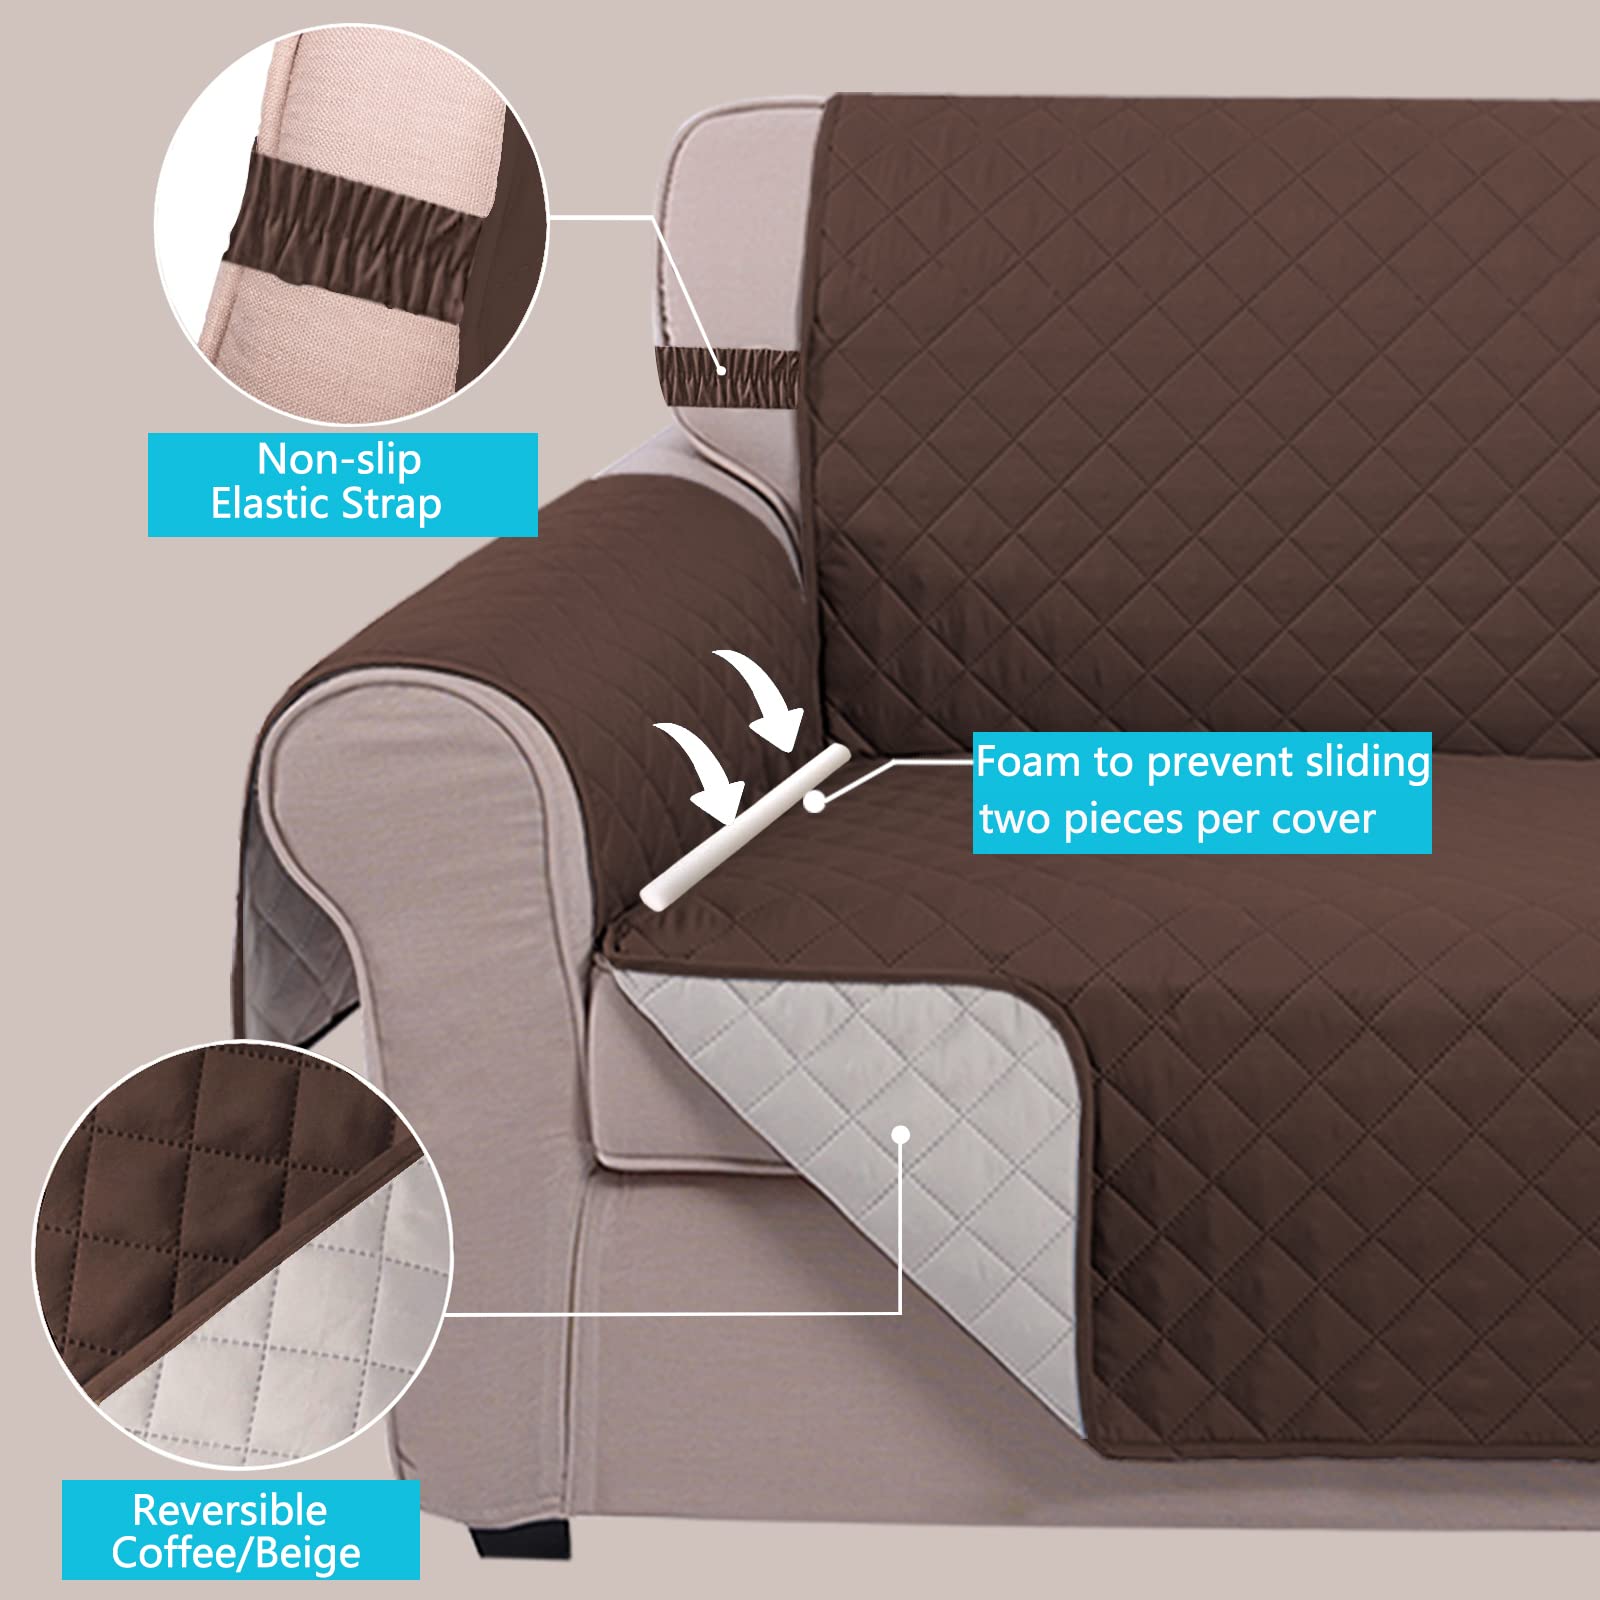 Non-slip
Elastic Strap
Foam to prevent sliding
two pieces per cover
Reversible
Coffee/Beige